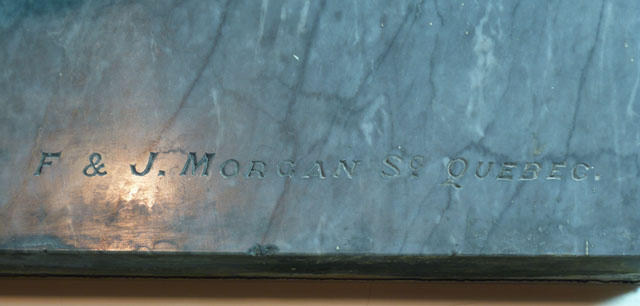 F & J. MORGAN Sc QUEBEC.